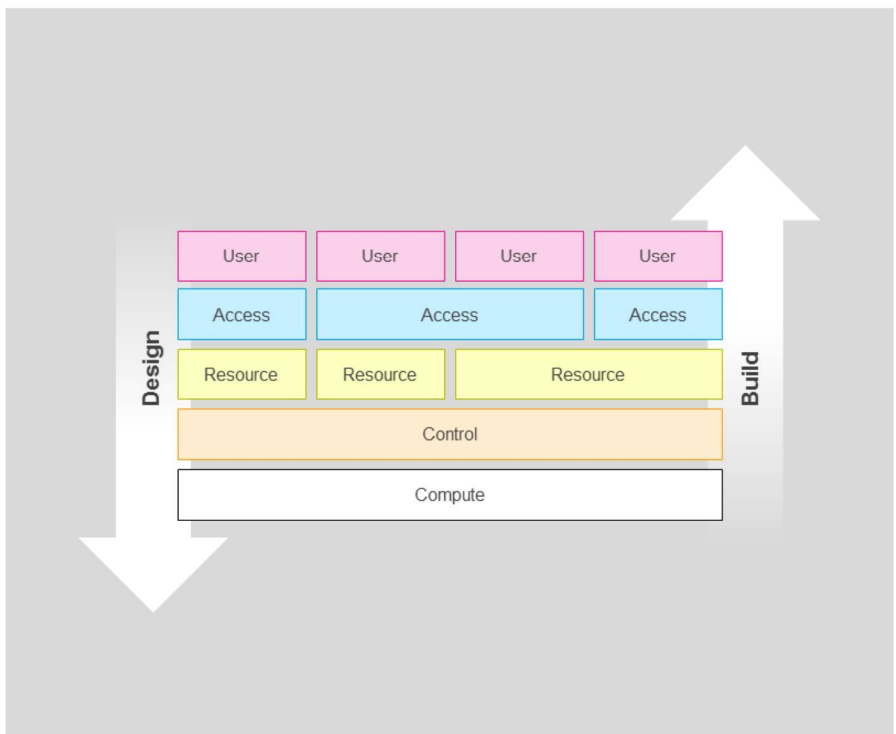 User User User User
Access Access Access
Resource Resource Resource
Control
Compute
Design
Build